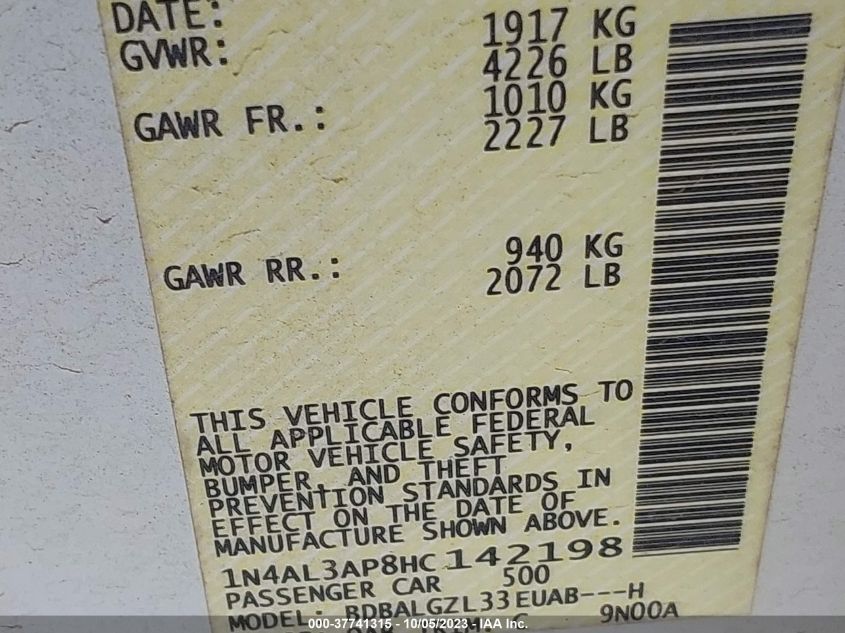 DATE:
1917 KG
GVWR:
4226 LB
1010 KG
GAWR FR.:
2227 LB
940 KG
GAWR RR.:
2072 LB
THIS VEHICLE CONFORMS TO
ALL APPLICABLE FEDERAL
MOTOR VEHICLE SAFETY,
BUMPER, AND THEFT
PREVENTION STANDARDS IN
EFFECT ON THE DATE OF
MANUFACTURE SHOWN ABOVE.
1N4AL3AP8HC142198
PASSENGER CAR 500
MODEL: BDBALGZL33EUAB---H
9N00A
000-37741315 - 10/05/2023 - IAA Inc.